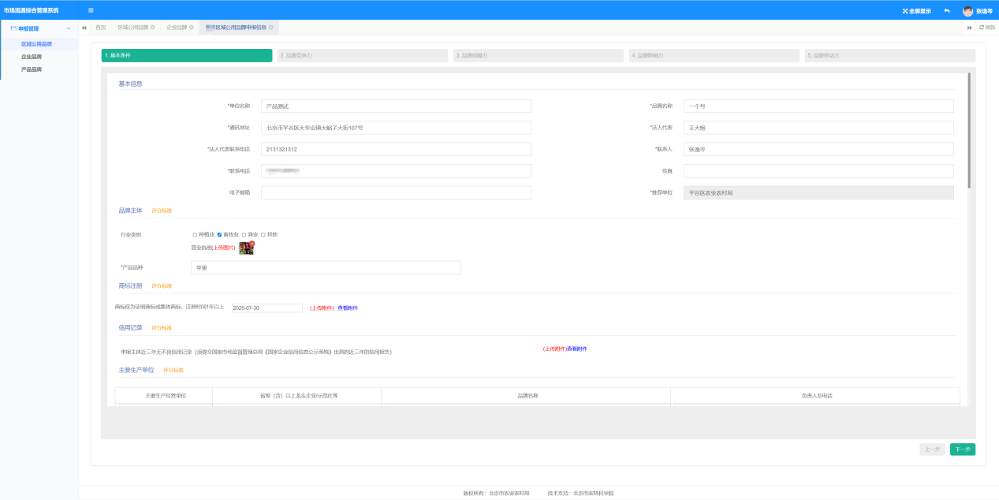 市场流通综合管理系统
全屏显示
张逸岑
申报管理
区域公用品牌
企业品牌
产品品牌
首页
区域公用品牌
企业品牌
区域公用品牌申报信息
刷新
1. 基本条件
2. 品牌竞争力
3. 品牌保障力
4. 品牌影响力
5. 品牌带动力
基本信息
*单位名称 产品测试
*品牌名称 一个号
*通讯地址 北京市平谷区大华山镇大峪子大街107号
*法人代表 王大炮
*法人代表联系电话 2131321312
*联系人 张逸岑
*联系电话
传真
电子邮箱
*推荐单位 平谷区农业农村局
品牌主体 评分标准
行业类别 种植业 畜牧业 渔业 其他
营业执照(上传图片)
*产品品种 苹果
商标注册 评分标准
商标应为证明商标或集体商标、注册时间1年以上 2025-07-30 (上传附件) 查看附件
信用记录 评分标准
申报主体近三年无不良信用记录（须提交国家市场监督管理总局《国家企业信用信息公示系统》出具的近三年的信用报告） (上传附件)查看附件
主要生产单位 评分标准
主要生产经营单位
省级（含）以上龙头企业/示范社等
品牌名称
负责人及电话
上一步
下一步
版权所有：北京市农业农村局 技术支持：北京市农林科学院